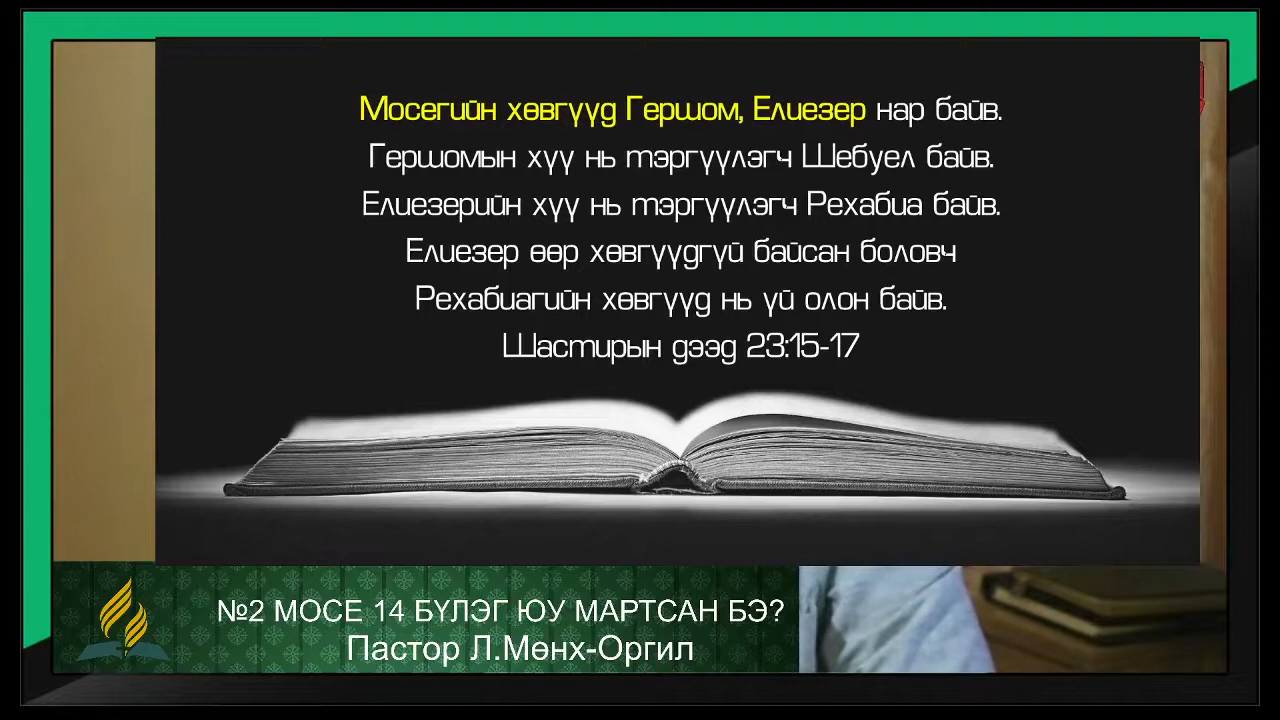 Мосегийн хөвгүүд Гершом, Елиезер нар байв.
Гершомын хүү нь тэргүүлэгч Шебуел байв.
Елиезерийн хүү нь тэргүүлэгч Рехабиа байв.
Елиезер өөр хөвгүүдгүй байсан боловч
Рехабиагийн хөвгүүд нь үй олон байв.
Шастирын дээд 23:15-17
№2 МОСЕ 14 БҮЛЭГ ЮУ МАРТСАН БЭ?
Пастор Л.Мөнх-Оргил